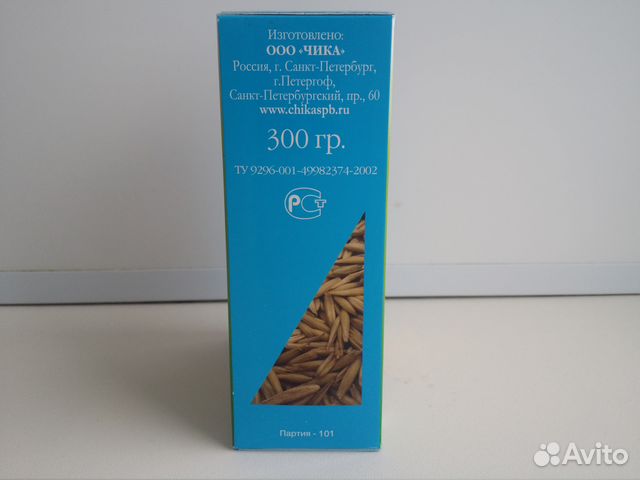 Изготовлено:
ООО «ЧИКА»
Россия, г. Санкт-Петербург,
г.Петергоф,
Санкт-Петербургский, пр., 60
www.chikaspb.ru
300 гр.
ТУ 9296-001-49982374-2002
РСТ
Партия - 101
Avito